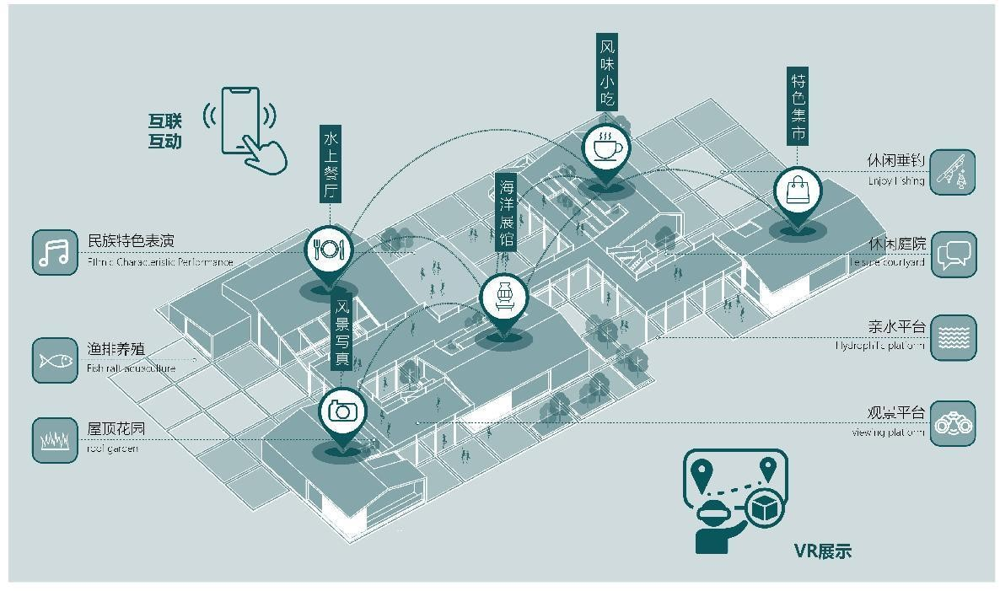 风味小吃
特色集市
互联
互动
水上餐厅
海洋展馆
风景写真
民族特色表演
Ethnic Characteristic Performance
渔排养殖
Fish raft aquaculture
屋顶花园
roof garden
休闲垂钓
Enjoy Fishing
休闲庭院
Leisure courtyard
亲水平台
Hydrophilic platform
观景平台
viewing platform
VR展示